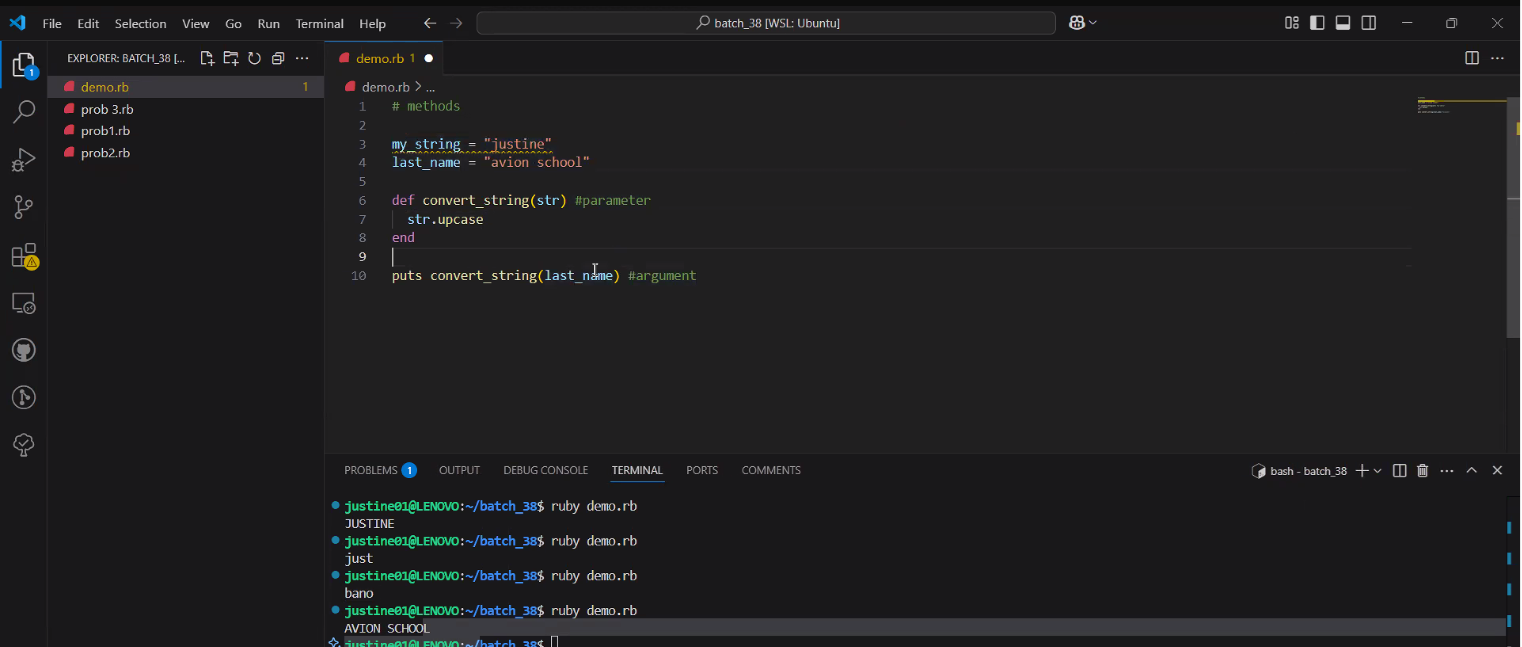 File Edit Selection View Go Run Terminal Help
batch_38 [WSL: Ubuntu]
EXPLORER: BATCH_38 [...
demo.rb 1
demo.rb 1
prob 3.rb
prob1.rb
prob2.rb
1
demo.rb > ...
1 # methods
2
3 my_string = "justine"
4 last_name = "avion school"
5
6 def convert_string(str) #parameter
7 str.upcase
8 end
9
10 puts convert_string(last_name) #argument
PROBLEMS 1 OUTPUT DEBUG CONSOLE TERMINAL PORTS COMMENTS
bash - batch_38
justine01@LENOVO:~/batch_38$ ruby demo.rb
JUSTINE
justine01@LENOVO:~/batch_38$ ruby demo.rb
just
justine01@LENOVO:~/batch_38$ ruby demo.rb
bano
justine01@LENOVO:~/batch_38$ ruby demo.rb
AVION SCHOOL
justine01@LENOVO:~/batch_38$